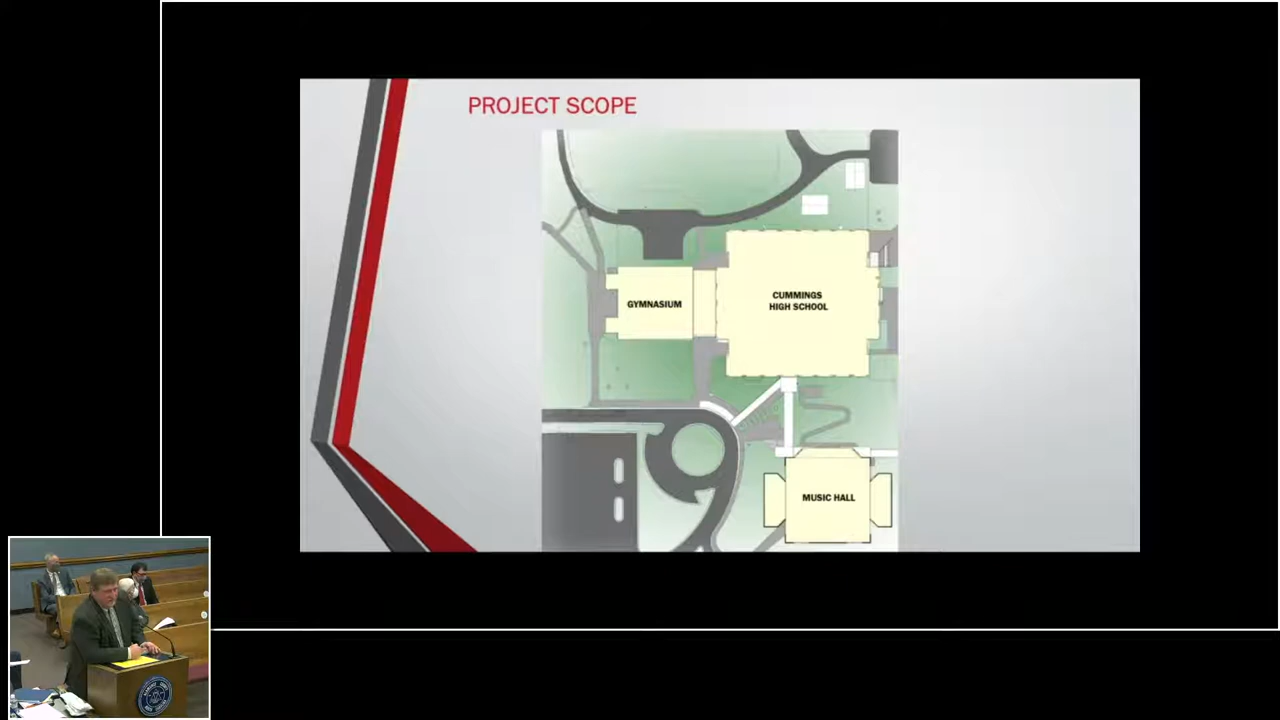 PROJECT SCOPE
GYMNASIUM
CUMMINGS
HIGH SCHOOL
MUSIC HALL